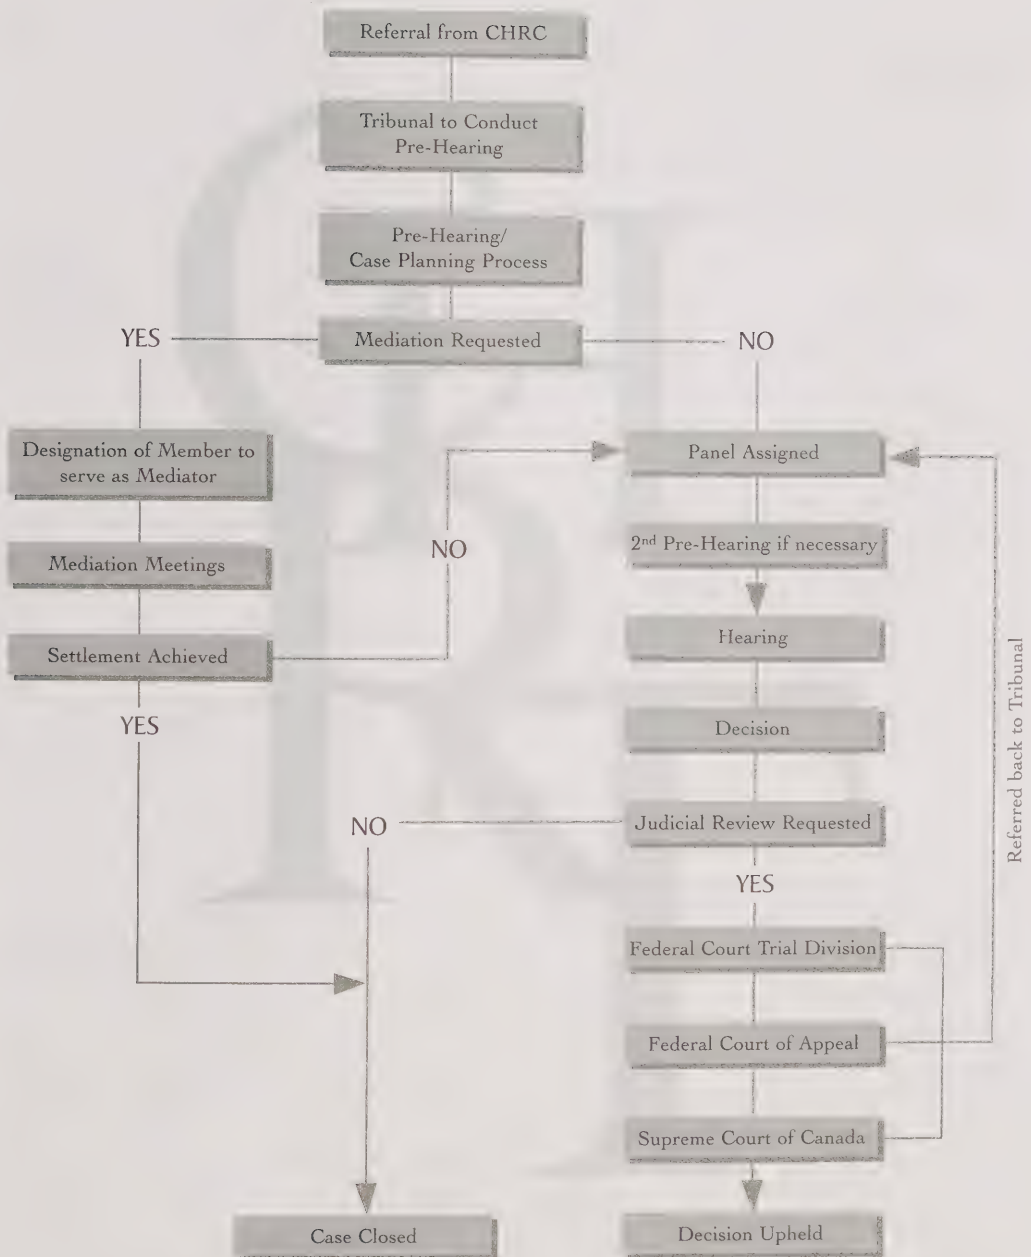 Referral from CHRC
Tribunal to Conduct
Pre-Hearing
Pre-Hearing/
Case Planning Process
YES
Mediation Requested
NO
Designation of Member to
serve as Mediator
Mediation Meetings
Settlement Achieved
YES
NO
Panel Assigned
2nd Pre-Hearing if necessary
Hearing
Decision
Judicial Review Requested
NO
YES
Federal Court Trial Division
Federal Court of Appeal
Supreme Court of Canada
Referred back to Tribunal
Case Closed
Decision Upheld